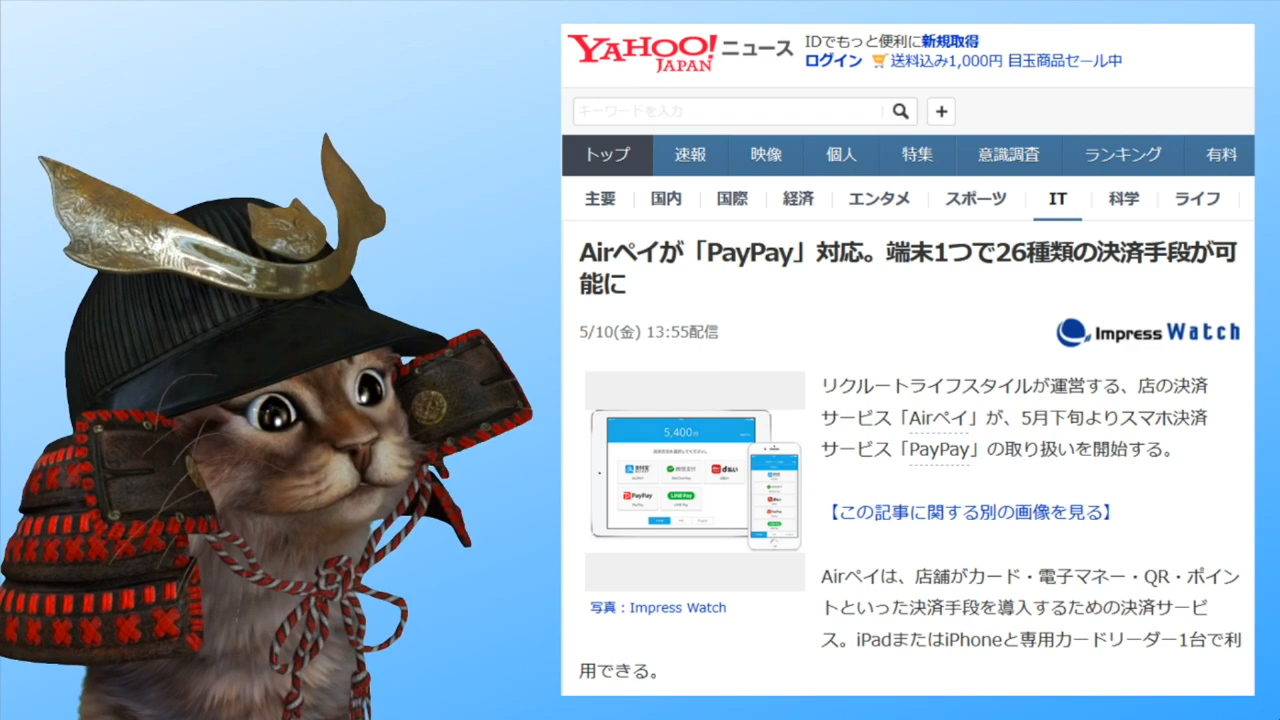 YAHOO! JAPAN ニュース
IDでもっと便利に新規取得
ログイン 送料込み1,000円 目玉商品セール中
キーワードを入力
+
トップ 速報 映像 個人 特集 意識調査 ランキング 有料
主要 国内 国際 経済 エンタメ スポーツ IT 科学 ライフ
Airペイが「PayPay」対応。端末1つで26種類の決済手段が可
能に
5/10(金) 13:55配信
Impress Watch
リクルートライフスタイルが運営する、店の決済
サービス「Airペイ」が、5月下旬よりスマホ決済
サービス「PayPay」の取り扱いを開始する。
5,400円
d払い
PayPay
LINE Pay
【この記事に関する別の画像を見る】
写真:Impress Watch
Airペイは、店舗がカード・電子マネー・QR・ポイン
トといった決済手段を導入するための決済サービ
ス。iPadまたはiPhoneと専用カードリーダー1台で利
用できる。